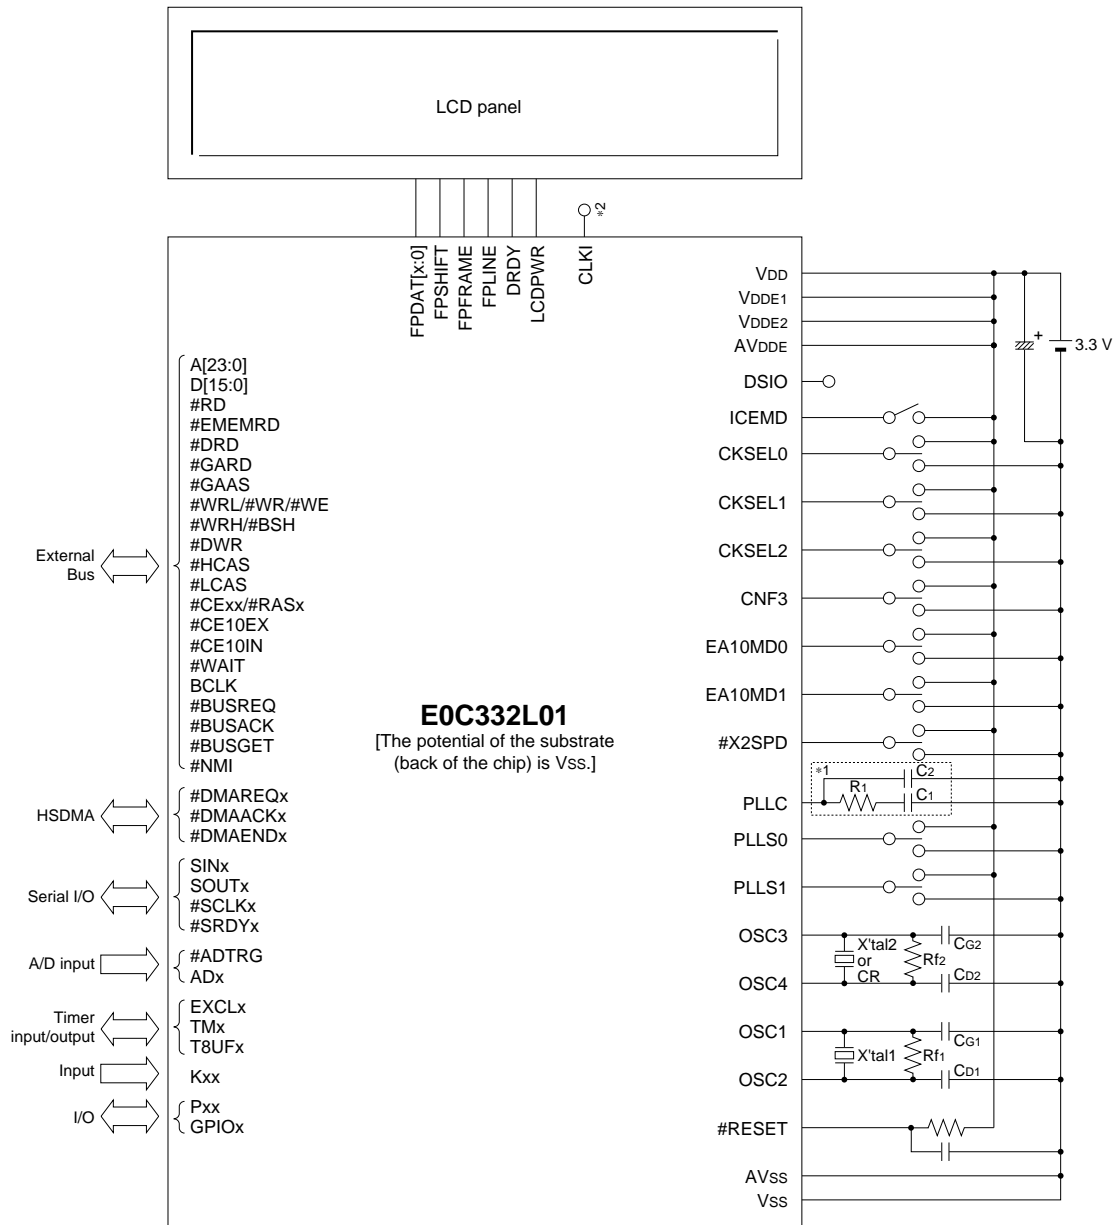 LCD panel
FPDAT[x:0]
FPSHIFT
FPFRAME
FPLINE
DRDY
LCDPWR
CLKI
*2
External
Bus
A[23:0]
D[15:0]
#RD
#EMEMRD
#DRD
#GARD
#GAAS
#WRL/#WR/#WE
#WRH/#BSH
#DWR
#HCAS
#LCAS
#CExx/#RASx
#CE10EX
#CE10IN
#WAIT
BCLK
#BUSREQ
#BUSACK
#BUSGET
#NMI
HSDMA
#DMAREQx
#DMAACKx
#DMAENDx
Serial I/O
SINx
SOUTx
#SCLKx
#SRDYx
A/D input
#ADTRG
ADx
Timer
input/output
EXCLx
TMx
T8UFx
Input
Kxx
I/O
Pxx
GPIOx
E0C332L01
[The potential of the substrate
(back of the chip) is VSS.]
VDD
VDDE1
VDDE2
AVDDE
+
3.3 V
DSIO
ICEMD
CKSEL0
CKSEL1
CKSEL2
CNF3
EA10MD0
EA10MD1
#X2SPD
*1
C2
R1
C1
PLLC
PLLS0
PLLS1
OSC3
X'tal2
or
CR
Rf2
CG2
CD2
OSC4
OSC1
X'tal1
Rf1
CG1
CD1
OSC2
#RESET
AVSS
VSS